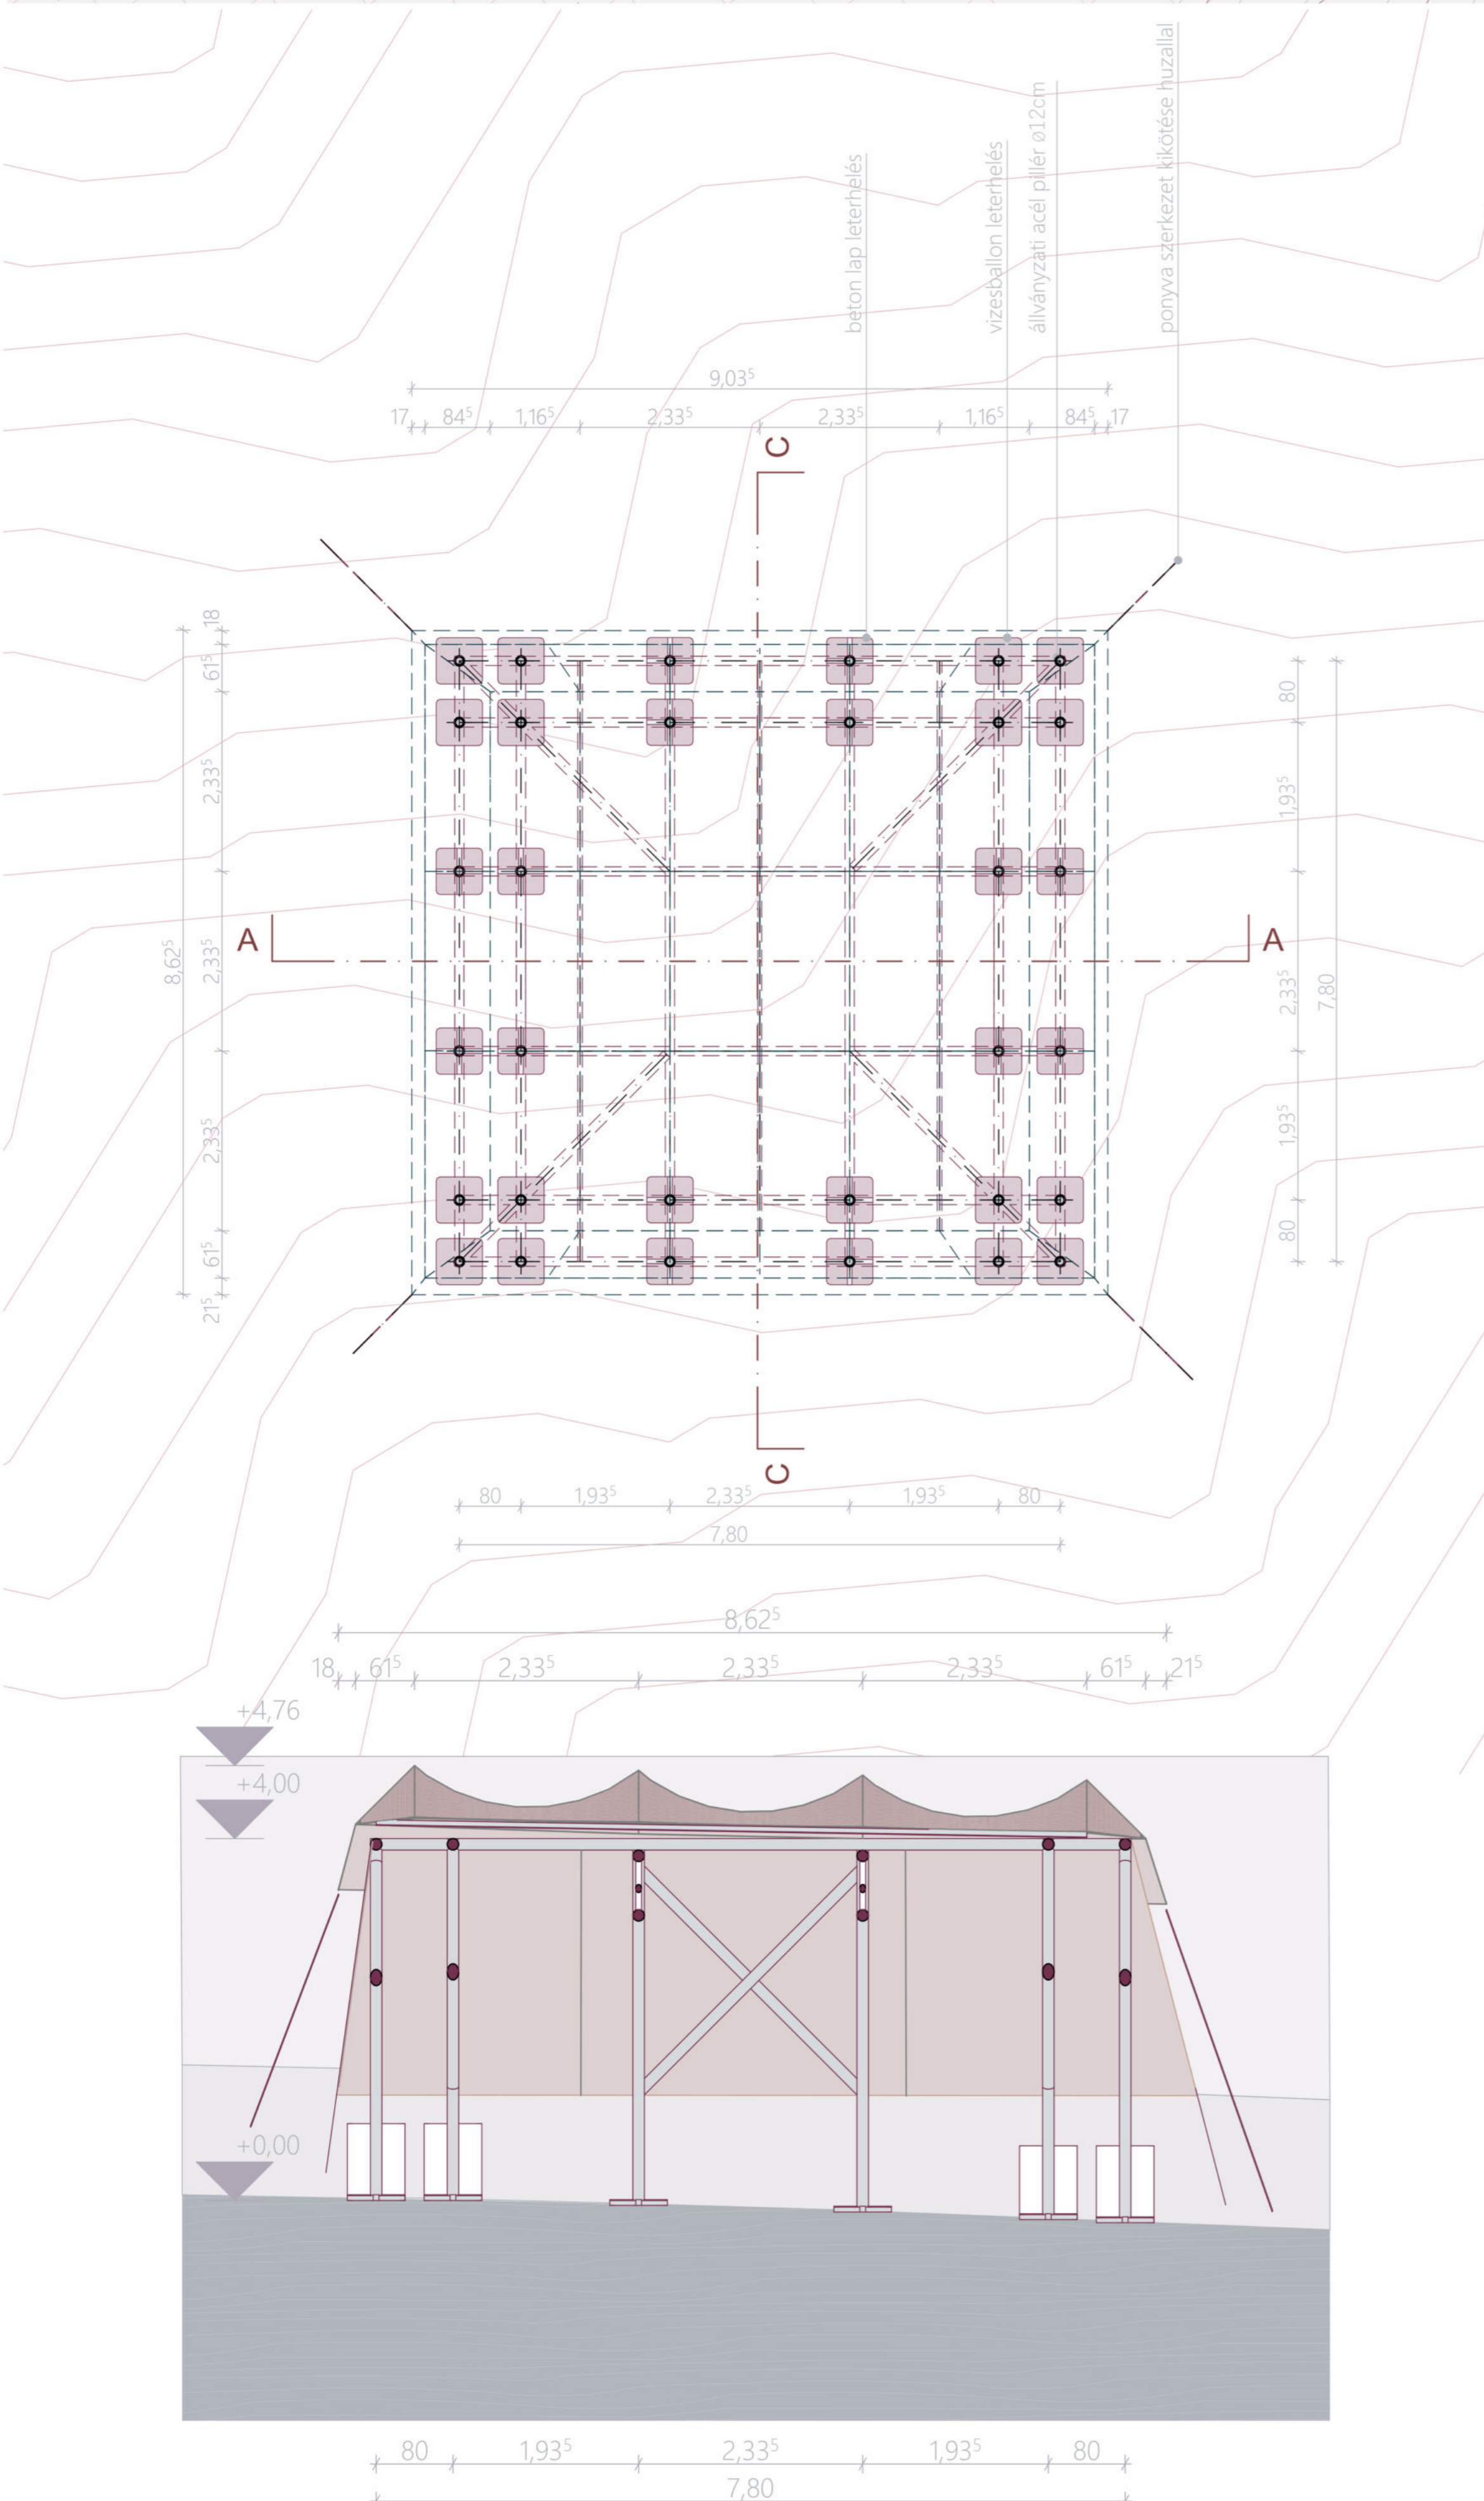 beton lap leterhelés
vizesballon leterhelés
állványzati acél pillér ø12cm
ponyva szerkezet kikötése huzallal
9,03⁵
17 84⁵ 1,16⁵ 2,33⁵ 2,33⁵ 1,16⁵ 84⁵ 17
C
18
61⁵
2,33⁵
2,33⁵
2,33⁵
61⁵
21⁵
8,62⁵
A
A
80
1,93⁵
2,33⁵
1,93⁵
80
7,80
C
80 1,93⁵ 2,33⁵ 1,93⁵ 80
7,80
8,62⁵
18 61⁵ 2,33⁵ 2,33⁵ 2,33⁵ 61⁵ 21⁵
+4,76
+4,00
+0,00
80 1,93⁵ 2,33⁵ 1,93⁵ 80
7,80